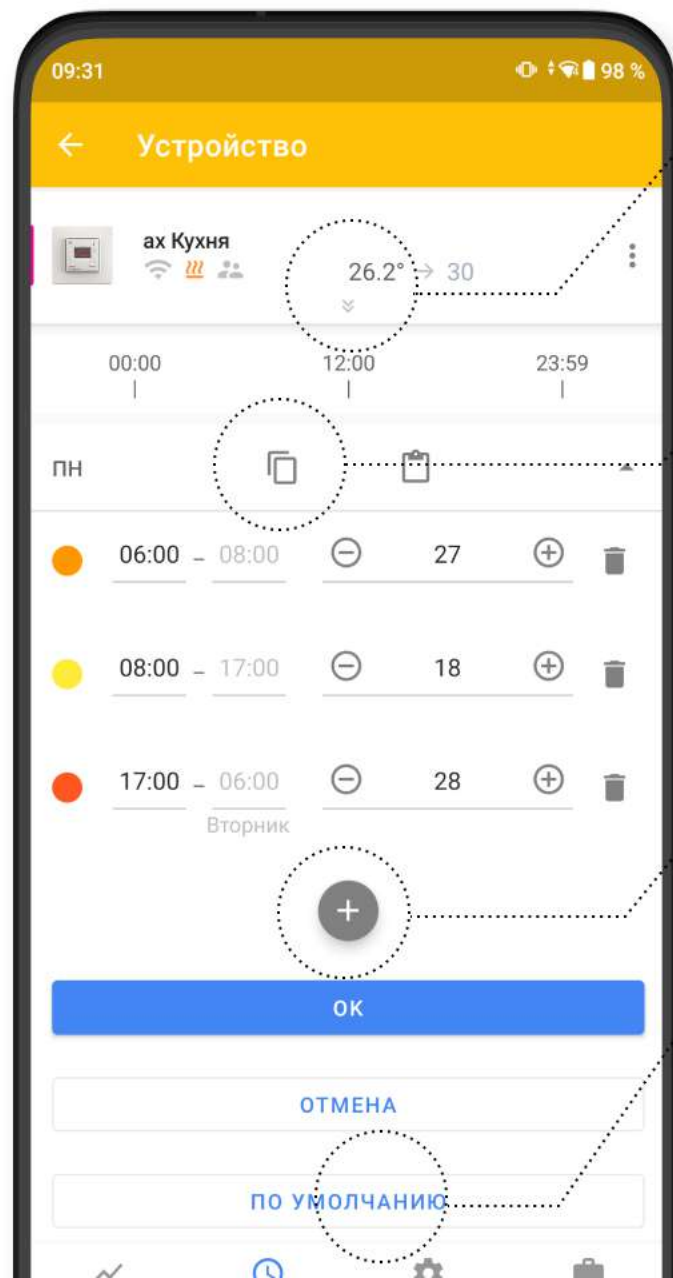 09:31 98 %
Устройство
ах Кухня
26.2° → 30
00:00 12:00 23:59
ПН
06:00 – 08:00 27
08:00 – 17:00 18
17:00 – 06:00 28
Вторник
ОК
ОТМЕНА
ПО УМОЛЧАНИЮ